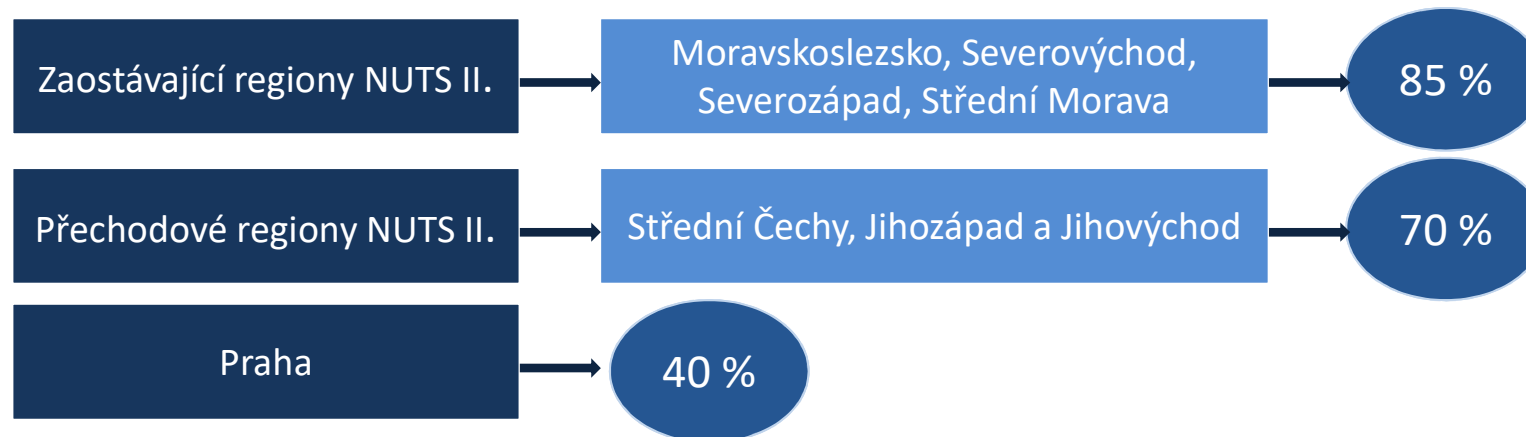 Zaostávající regiony NUTS II.
Moravskoslezsko, Severovýchod,
Severozápad, Střední Morava
85 %
Přechodové regiony NUTS II.
Střední Čechy, Jihozápad a Jihovýchod
70 %
Praha
40 %